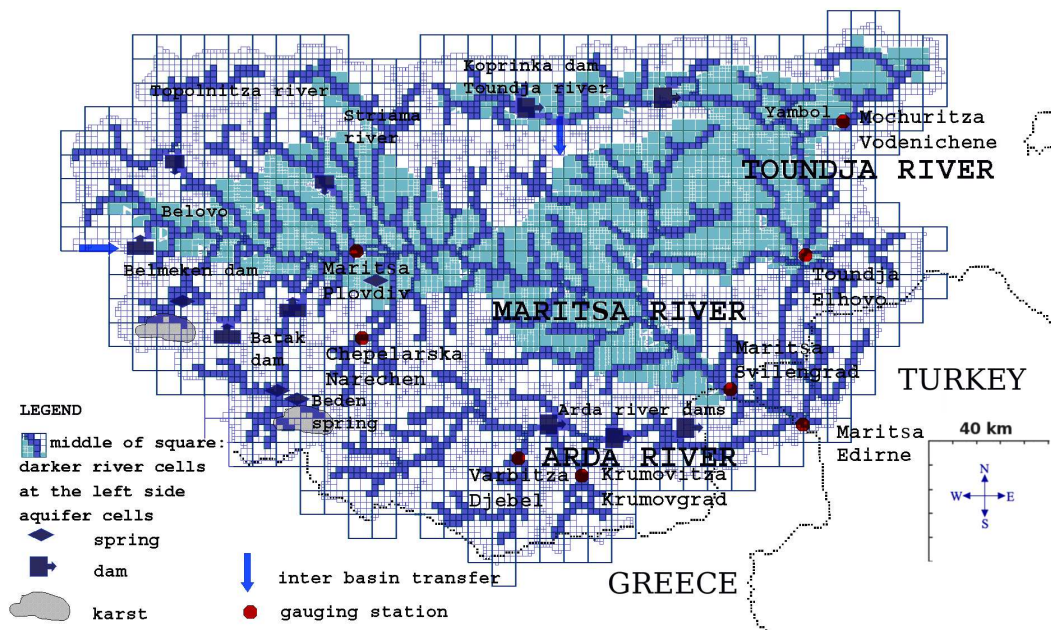 Koprinka dam
Toundja river
Topolnitza river
Striama
river
Yambol
Mochuritza
Vodenichene
TOUNDJA RIVER
Belovo
Belmeken dam
Maritsa
Plovdiv
Toundja
Elhovo…
MARITSA RIVER
Batak
dam
Chepelarska
Narechen
Maritsa
Svilengrad
TURKEY
Beden
spring
Arda river dams
Maritsa
Edirne
40 km
ARDA RIVER
Varbitza
Djebel
Krumovitza
Krumovgrad
N
W
E
S
GREECE
LEGEND
middle of square:
darker river cells
at the left side
aquifer cells
spring
dam
karst
inter basin transfer
gauging station